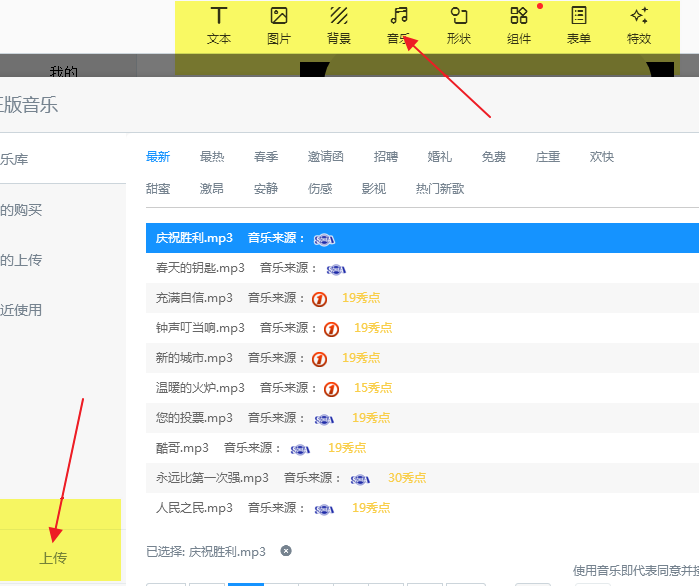 文本 图片 背景 音乐 形状 组件 表单 特效
我的
正版音乐
乐库
的购买
的上传
近使用
上传
最新 最热 春季 邀请函 招聘 婚礼 免费 庄重 欢快
甜蜜 激昂 安静 伤感 影视 热门新歌
庆祝胜利.mp3 音乐来源：
春天的钥匙.mp3 音乐来源：
充满自信.mp3 音乐来源： 19秀点
钟声叮当响.mp3 音乐来源： 19秀点
新的城市.mp3 音乐来源： 19秀点
温暖的火炉.mp3 音乐来源： 15秀点
您的投票.mp3 音乐来源： 19秀点
酷哥.mp3 音乐来源： 19秀点
永远比第一次强.mp3 音乐来源： 30秀点
人民之民.mp3 音乐来源： 19秀点
已选择: 庆祝胜利.mp3
使用音乐即代表同意并接